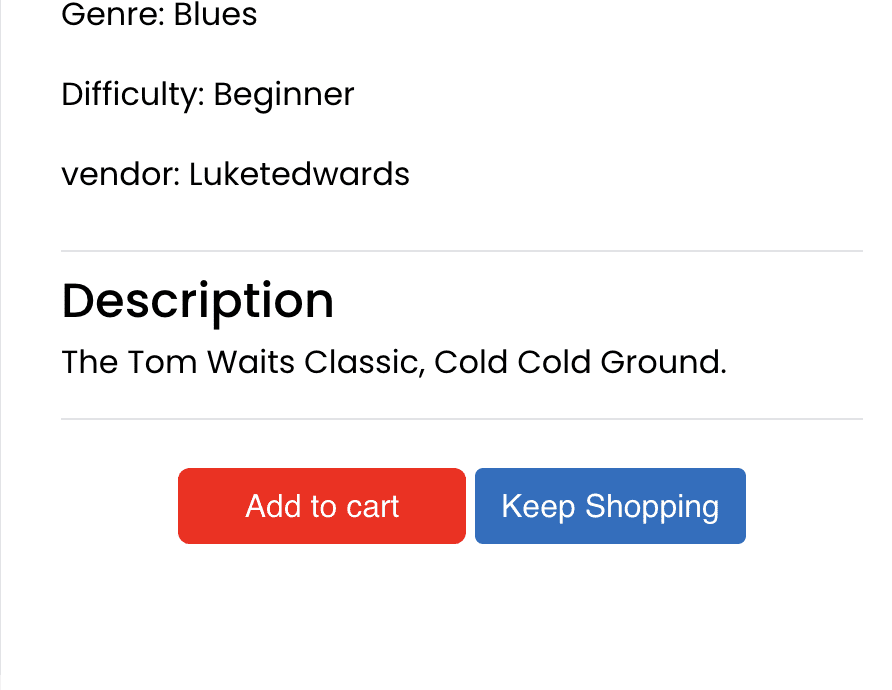 Genre: Blues
Difficulty: Beginner
vendor: Luketedwards
Description
The Tom Waits Classic, Cold Cold Ground.
Add to cart
Keep Shopping